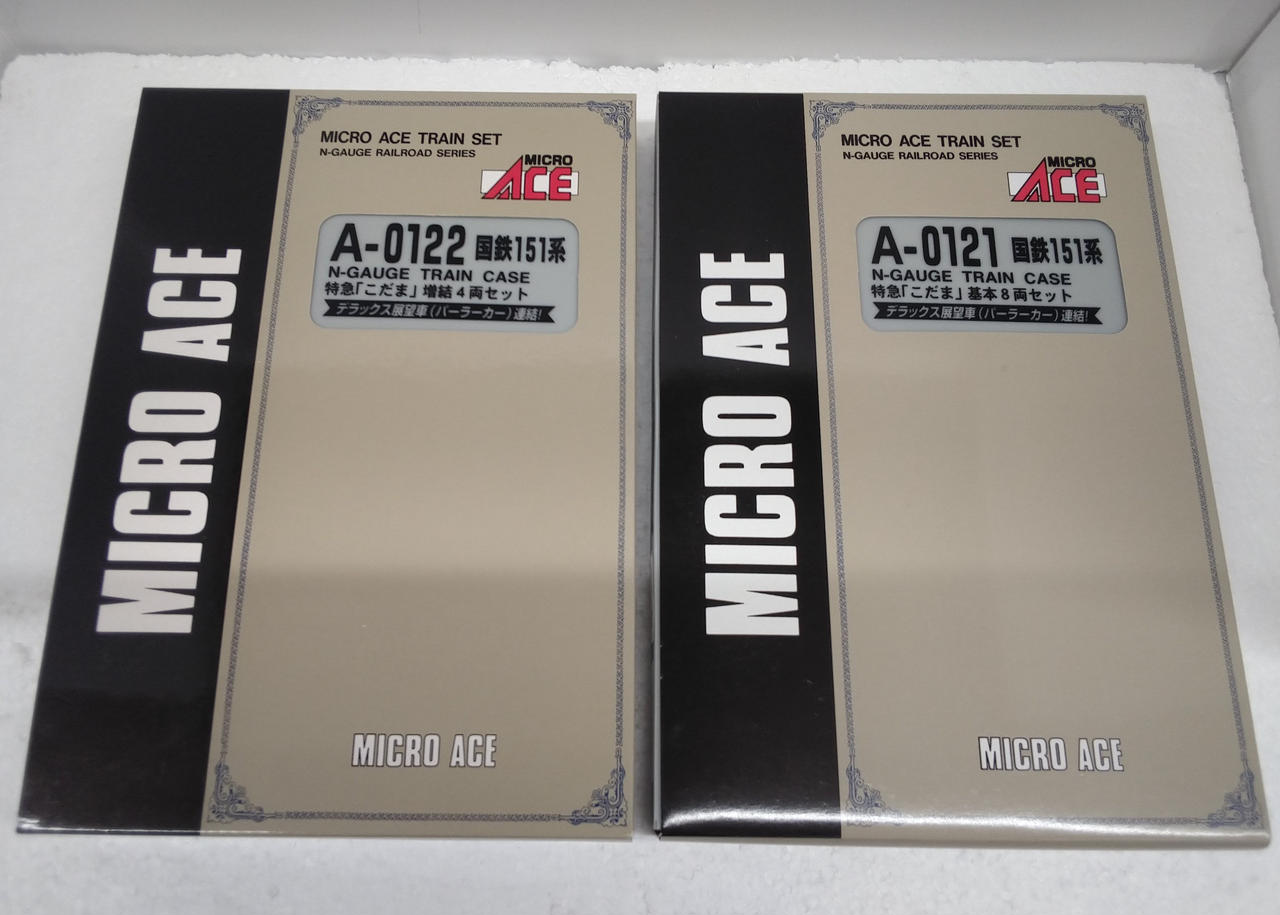 MICRO ACE
MICRO ACE TRAIN SET
N-GAUGE RAILROAD SERIES
MICRO
ACE
A-0122 国鉄151系
N-GAUGE TRAIN CASE
特急「こだま」増結4両セット
デラックス展望車(パーラーカー)連結!
MICRO ACE
MICRO ACE
MICRO ACE TRAIN SET
N-GAUGE RAILROAD SERIES
MICRO
ACE
A-0121 国鉄151系
N-GAUGE TRAIN CASE
特急「こだま」基本8両セット
デラックス展望車(パーラーカー)連結!
MICRO ACE